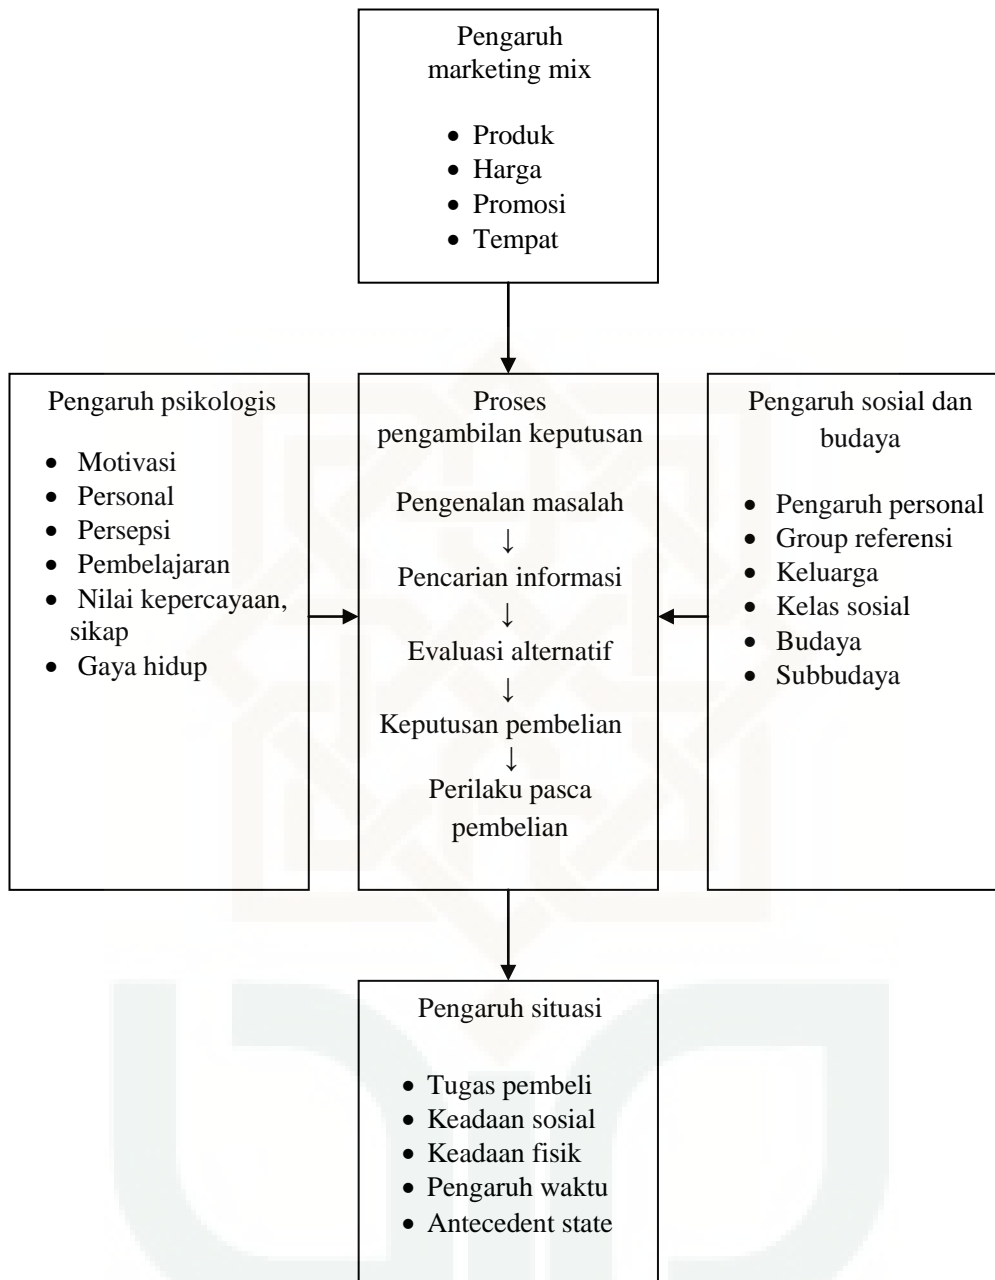 Pengaruh
marketing mix
• Produk
• Harga
• Promosi
• Tempat
Pengaruh psikologis
• Motivasi
• Personal
• Persepsi
• Pembelajaran
• Nilai kepercayaan,
sikap
• Gaya hidup
Proses
pengambilan keputusan
Pengenalan masalah
↓
Pencarian informasi
↓
Evaluasi alternatif
↓
Keputusan pembelian
↓
Perilaku pasca
pembelian
Pengaruh sosial dan
budaya
• Pengaruh personal
• Group referensi
• Keluarga
• Kelas sosial
• Budaya
• Subbudaya
Pengaruh situasi
• Tugas pembeli
• Keadaan sosial
• Keadaan fisik
• Pengaruh waktu
• Antecedent state